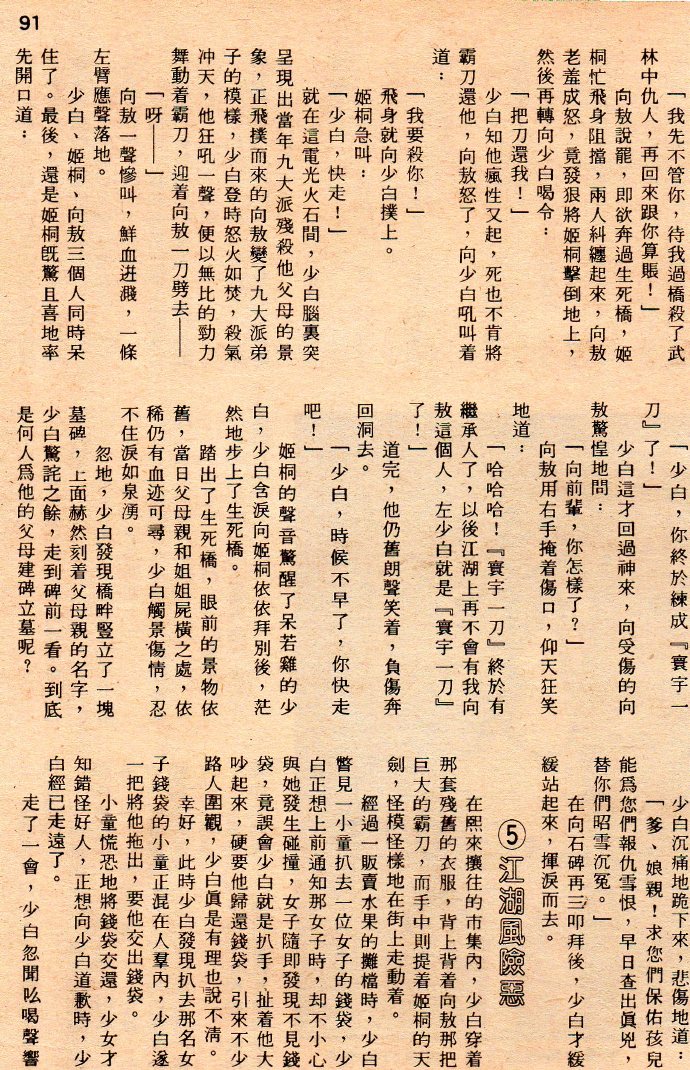 91
「我先不管你，待我過橋殺了武
林中仇人，再回來跟你算賬！」
向敖說罷，即欲奔過生死橋，姬
桐忙飛身阻擋，兩人糾纏起來，向敖
老羞成怒，竟發狠將姬桐擊倒地上，
然後再轉向少白喝令：
「把刀還我！」
少白知他瘋性又起，死也不肯將
霸刀還他，向敖怒了，向少白吼叫着
道：
「我要殺你！」
飛身就向少白撲上。
姬桐急叫：
「少白，快走！」
就在這電光火石間，少白腦裏突
呈現出當年九大派殘殺他父母的景
象，正飛撲而來的向敖變了九大派弟
子的模樣，少白登時怒火如焚，殺氣
冲天，他狂吼一聲，便以無比的勁力
舞動着霸刀，迎着向敖一刀劈去——
「呀——」
向敖一聲慘叫，鮮血迸濺，一條
左臂應聲落地。
少白、姬桐、向敖三個人同時呆
住了。最後，還是姬桐旣驚且喜地率
先開口道：
「少白，你終於練成『寰宇一
刀』了！」
少白這才回過神來，向受傷的向
敖驚惶地問：
「向前輩，你怎樣了？」
向敖用右手掩着傷口，仰天狂笑
地道：
「哈哈哈！『寰宇一刀』終於有
繼承人了，以後江湖上再不會有我向
敖這個人，左少白就是『寰宇一刀』
了！」
道完，他仍舊朗聲笑着，負傷奔
回洞去。
「少白，時候不早了，你快走
吧！」
姬桐的聲音驚醒了呆若雞的少
白，少白含淚向姬桐依依拜別後，茫
然地步上了生死橋。
踏出了生死橋，眼前的景物依
舊，當日父母親和姐姐屍橫之處，依
稀仍有血迹可尋，少白觸景傷情，忍
不住淚如泉湧。
忽地，少白發現橋畔豎立了一塊
墓碑，上面赫然刻着父母親的名字，
少白驚詫之餘，走到碑前一看。到底
是何人爲他的父母建碑立墓呢？
少白沉痛地跪下來，悲傷地道：
「爹、娘親！求您們保佑孩兒
能爲您們報仇雪恨，早日查出眞兇，
替你們昭雪沉冤。」
在向石碑再三叩拜後，少白才緩
緩站起來，揮淚而去。
⑤江湖風險惡
在熙來攘往的市集內，少白穿着
那套殘舊的衣服，背上背着向敖那把
巨大的霸刀，而手中則提着姬桐的天
劍，怪模怪樣地在街上走動着。
經過一販賣水果的攤檔時，少白
瞥見一小童扒去一位女子的錢袋，少
白正想上前通知那女子時，却不小心
與她發生碰撞，女子隨即發現不見錢
袋，竟誤會少白就是扒手，扯着他大
吵起來，硬要他歸還錢袋，引來不少
路人圍觀，少白眞是有理也說不淸。
幸好，此時少白發現扒去那名女
子錢袋的小童正混在人羣內，少白遂
一把將他拖出，要他交出錢袋。
小童慌恐地將錢袋交還，少女才
知錯怪好人，正想向少白道歉時，少
白經已走遠了。
走了一會，少白忽聞吆喝聲響